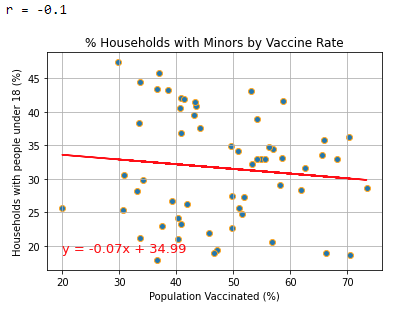 r = -0.1
% Households with Minors by Vaccine Rate
Households with people under 18 (%)
45
40
35
30
25
20
y = -0.07x + 34.99
20 30 40 50 60 70
Population Vaccinated (%)